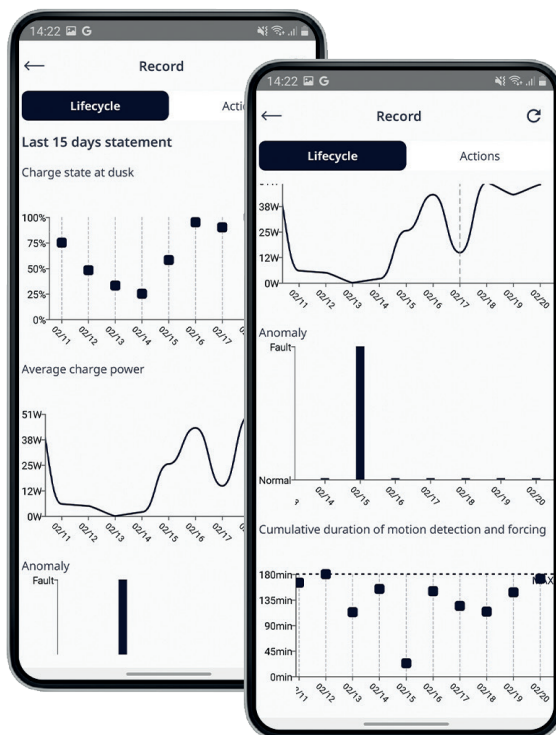 14:22 G
Record
Lifecycle
Last 15 days statement
Charge state at dusk
100%
75%
50%
25%
0%
02/11 02/12 02/13 02/14 02/15 02/16 02/17
Average charge power
51W
38W
25W
12W
0W
02/11 02/12 02/13 02/14 02/15 02/16 02/17
Anomaly
Fault
14:22 G
Record
Lifecycle Actions
38W
25W
12W
0W
02/11 02/12 02/13 02/14 02/15 02/16 02/17 02/18 02/19 02/20
Anomaly
Fault
Normal
02/14 02/15 02/16 02/17 02/18 02/19 02/20
Cumulative duration of motion detection and forcing
180min
135min
90min
45min
0min
02/12 02/13 02/14 02/15 02/16 02/17 02/18 02/19 02/20